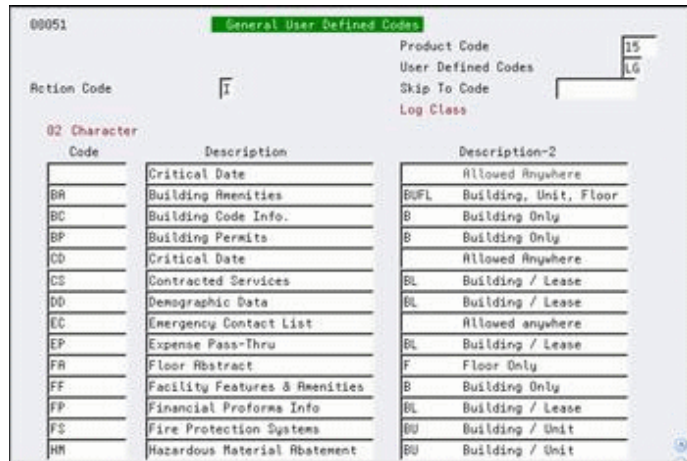 00051 General User Defined Codes
Product Code 15
User Defined Codes LG
Action Code I Skip To Code
Log Class
02 Character
Code Description Description-2
Critical Date Allowed Anywhere
BA Building Amenities BUFL Building, Unit, Floor
BC Building Code Info. B Building Only
BP Building Permits B Building Only
CD Critical Date Allowed Anywhere
CS Contracted Services BL Building / Lease
DD Demographic Data BL Building / Lease
EC Emergency Contact List Allowed anywhere
EP Expense Pass-Thru BL Building / Lease
FA Floor Abstract F Floor Only
FF Facility Features & Amenities B Building Only
FP Financial Proforma Info BL Building / Lease
FS Fire Protection Systems BU Building / Unit
HM Hazardous Material Abatement BU Building / Unit